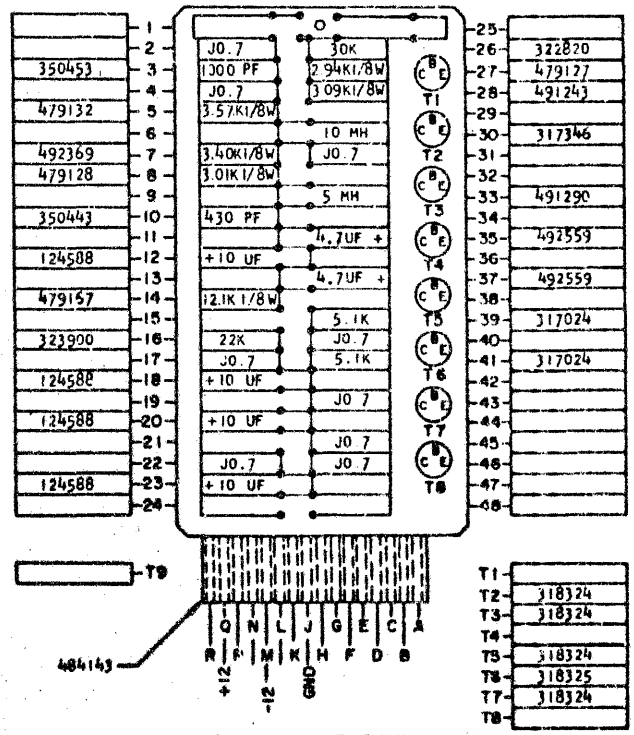 1 25
2 J0.7 30K 26 322820
350453 3 1000 PF 2.94K1/8W 27 479127
4 J0.7 3.09K1/8W 28 491243
T1
479132 5 3.57K1/8W 29
6 10 MH 30 317346
492369 7 3.40K1/8W J0.7 T2 31
479128 8 3.01K1/8W 32
9 5 MH 33 491290
350443 10 430 PF T3 34
11 4.7UF + 35 492559
124588 12 +10 UF T4 36
13 4.7UF + 37 492559
479157 14 12.1K1/8W 38
15 5.1K T5 39 317024
323900 16 22K J0.7 40
17 J0.7 5.1K 41 317024
124588 18 +10 UF T6 42
19 J0.7 43
124588 20 +10 UF T7 44
21 J0.7 45
22 J0.7 J0.7 46
124588 23 +10 UF T8 47
24 48
C B E
C B E
C B E
C B E
C B E
C B E
C B E
C B E
T9
R Q P N M L K J H G F E D C B A
+12 -12 GND
484143
T1
T2 318324
T3 318324
T4
T5 318324
T6 318325
T7 318324
T8